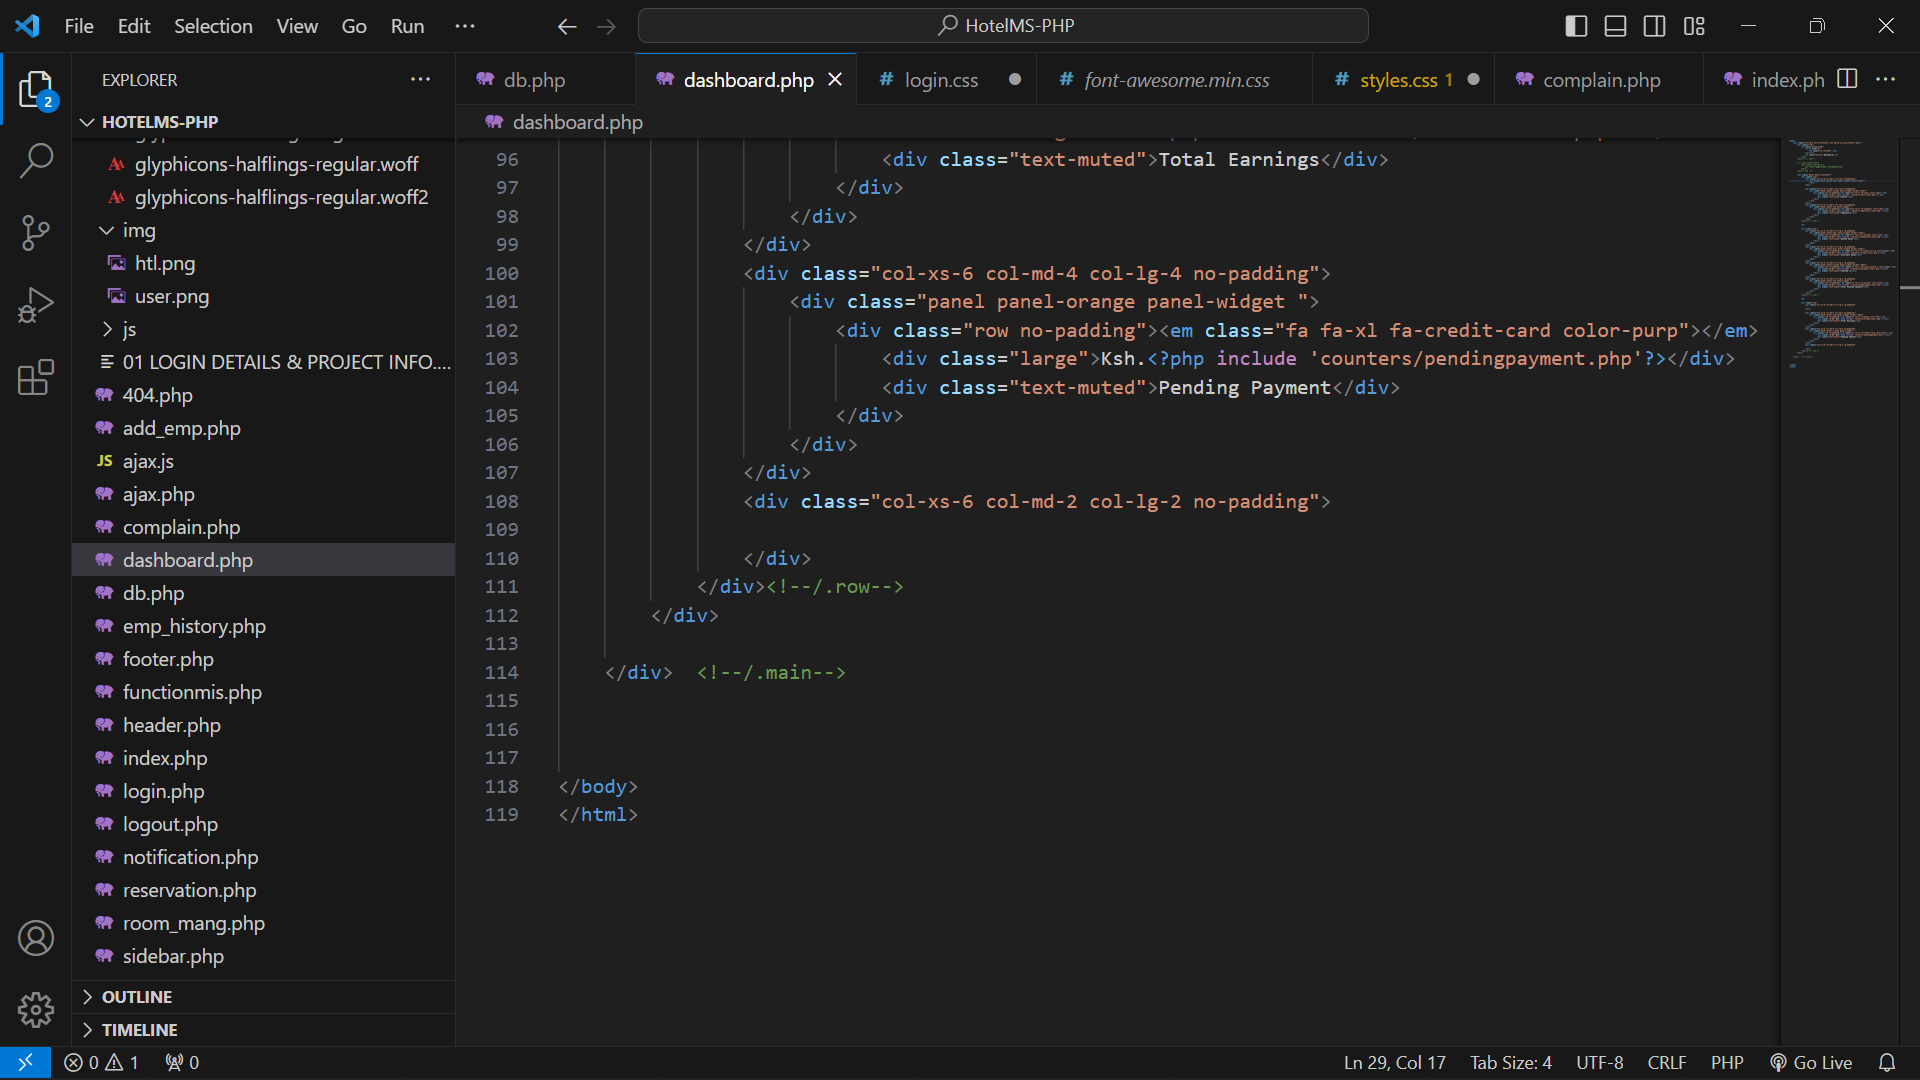 File Edit Selection View Go Run ···
HotelMS-PHP
EXPLORER
db.php
dashboard.php
# login.css
# font-awesome.min.css
# styles.css 1
complain.php
index.ph
2
HOTELMS-PHP
dashboard.php
glyphicons-halflings-regular.woff
glyphicons-halflings-regular.woff2
img
htl.png
user.png
js
01 LOGIN DETAILS & PROJECT INFO....
404.php
add_emp.php
JS ajax.js
ajax.php
complain.php
dashboard.php
db.php
emp_history.php
footer.php
functionmis.php
header.php
index.php
login.php
logout.php
notification.php
reservation.php
room_mang.php
sidebar.php
OUTLINE
TIMELINE
96 <div class="text-muted">Total Earnings</div>
97 </div>
98 </div>
99 </div>
100 <div class="col-xs-6 col-md-4 col-lg-4 no-padding">
101 <div class="panel panel-orange panel-widget ">
102 <div class="row no-padding"><em class="fa fa-xl fa-credit-card color-purp"></em>
103 <div class="large">Ksh.<?php include 'counters/pendingpayment.php'?></div>
104 <div class="text-muted">Pending Payment</div>
105 </div>
106 </div>
107 </div>
108 <div class="col-xs-6 col-md-2 col-lg-2 no-padding">
109
110 </div>
111 </div><!--/.row-->
112 </div>
113
114 </div> <!--/.main-->
115
116
117
118 </body>
119 </html>
0 1 0
Ln 29, Col 17 Tab Size: 4 UTF-8 CRLF PHP Go Live